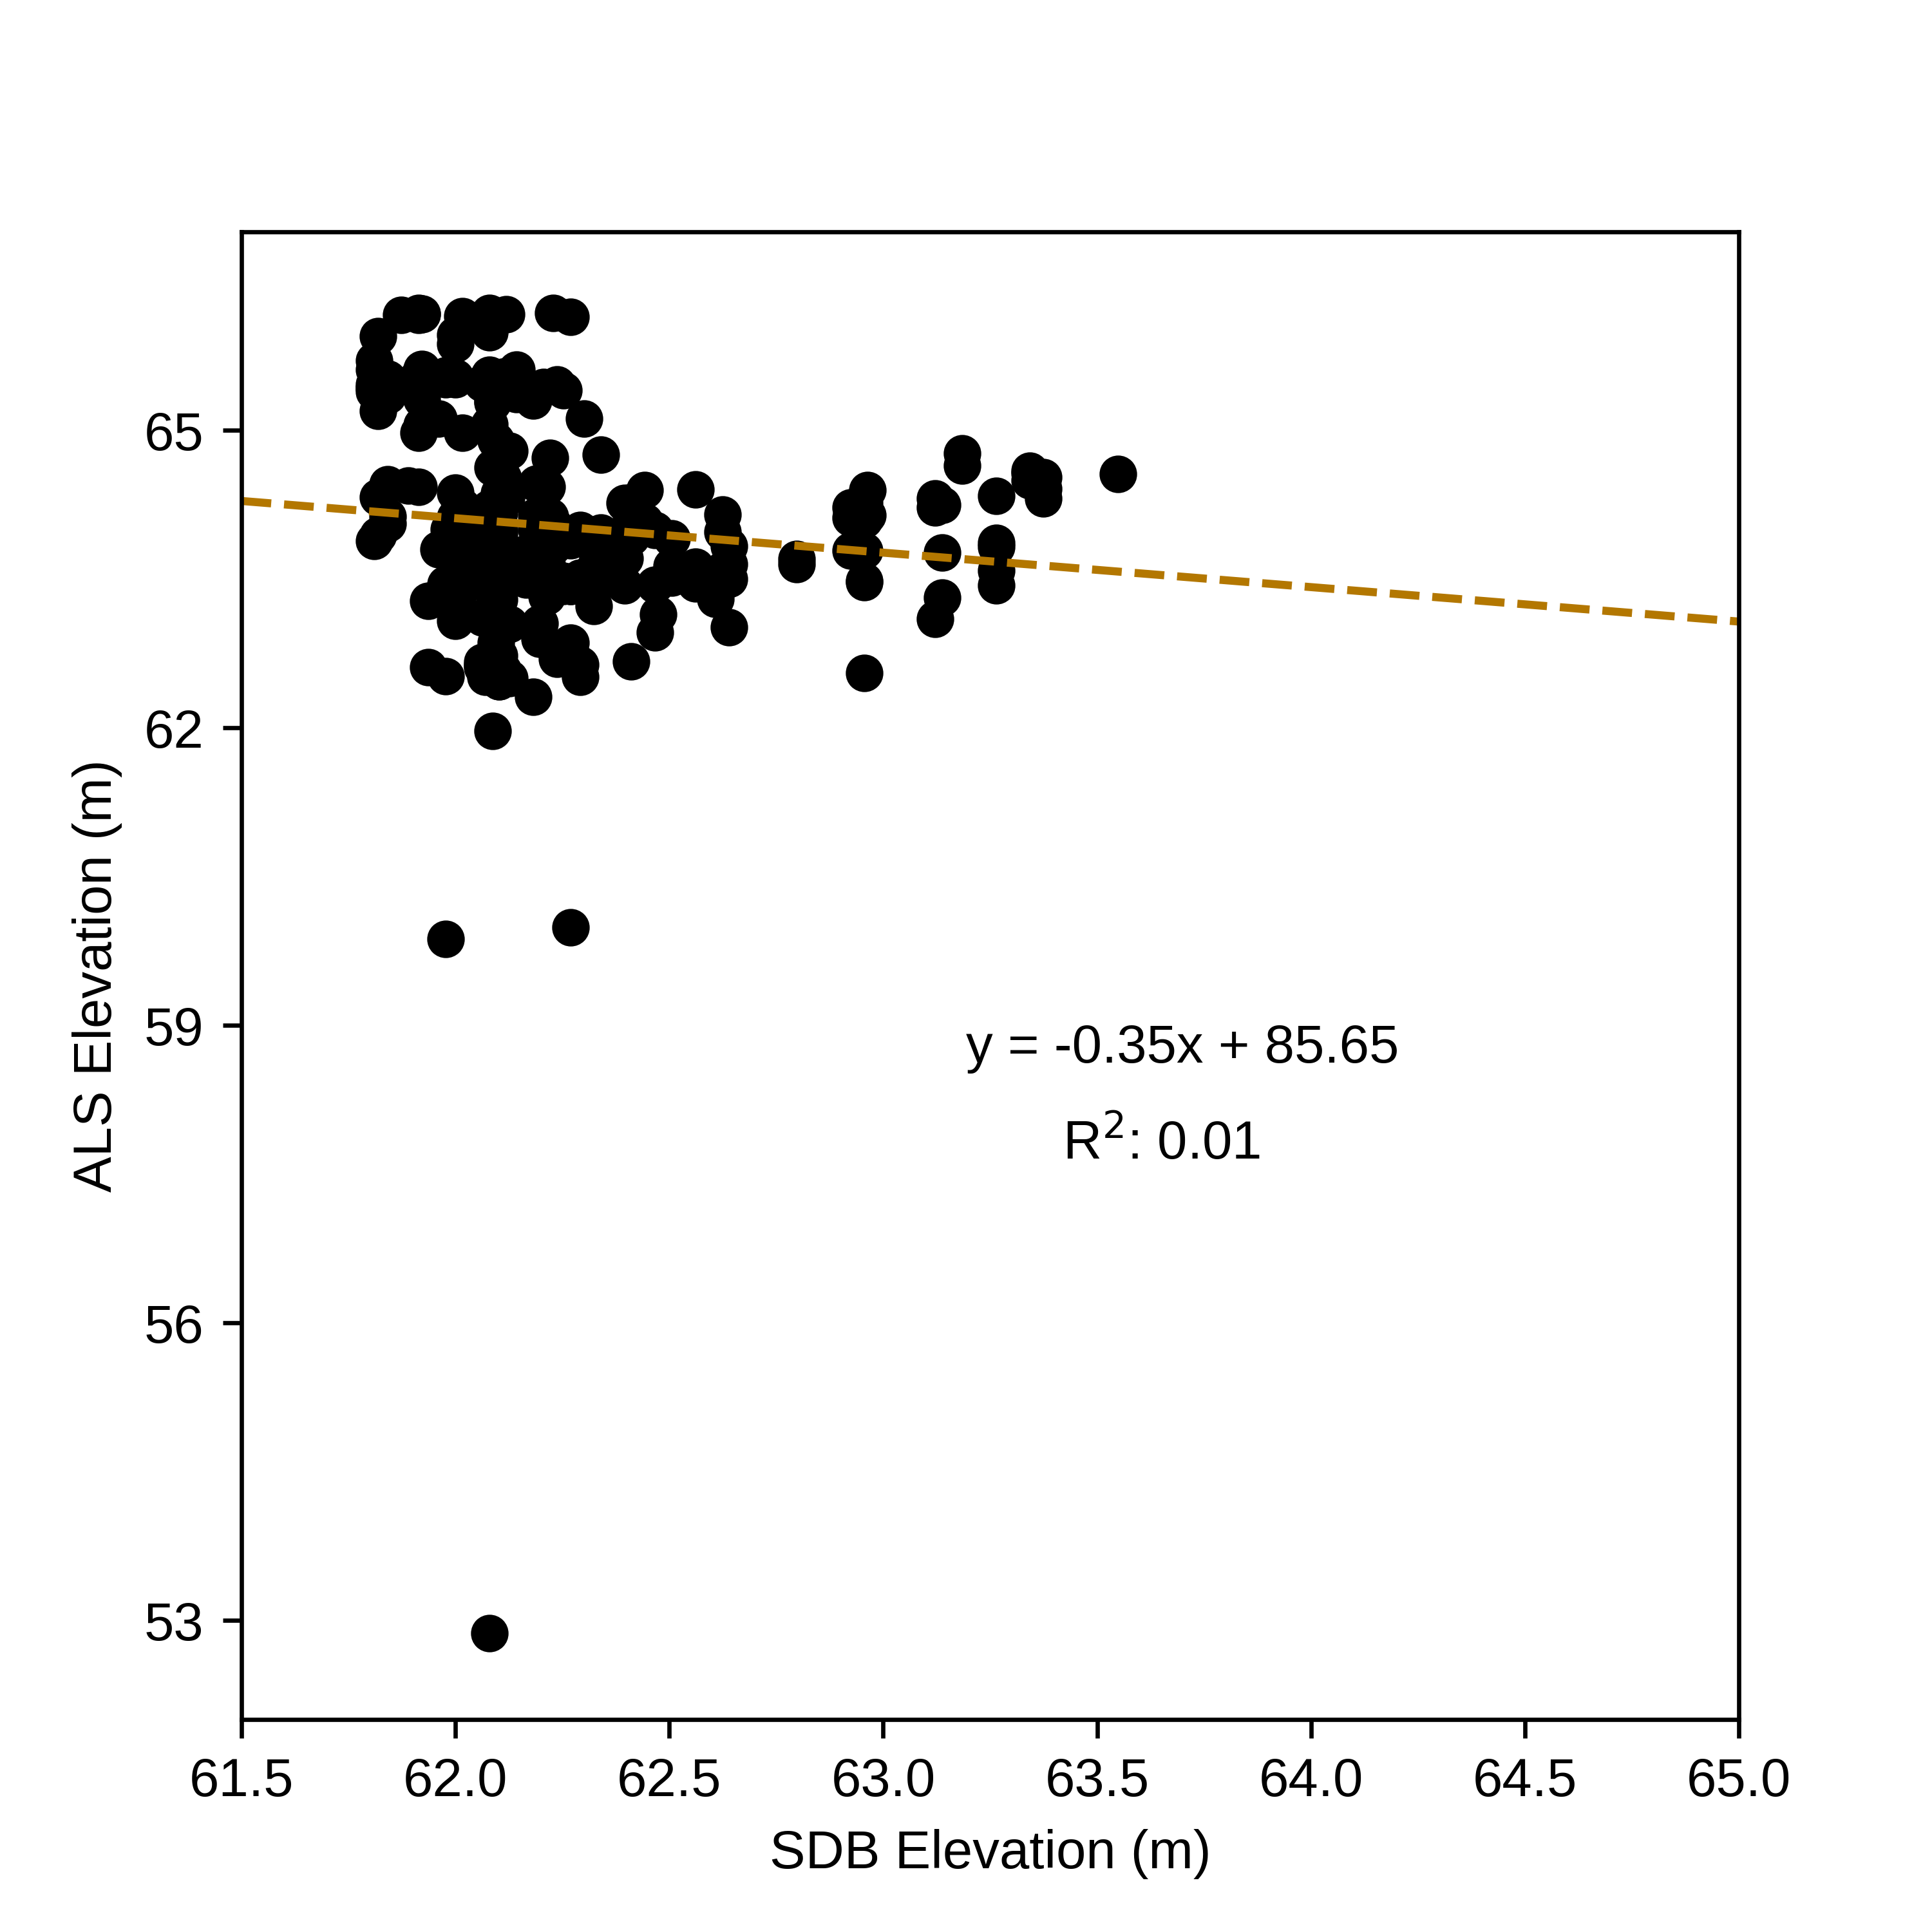 65
62
59
56
53
ALS Elevation (m)
y = -0.35x + 85.65
R²: 0.01
61.5 62.0 62.5 63.0 63.5 64.0 64.5 65.0
SDB Elevation (m)